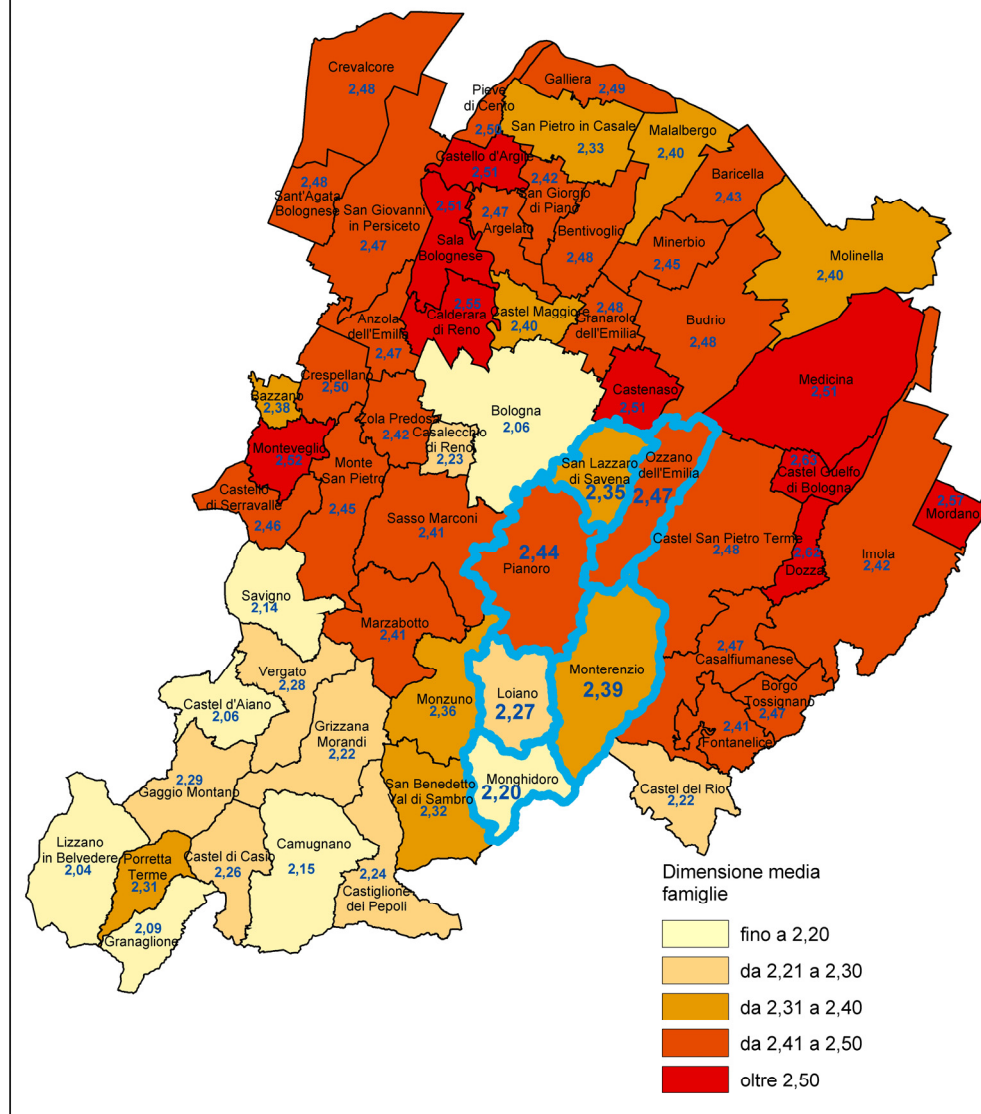 Crevalcore
2,48
Galliera
2,49
Pieve
di Cento
2,50
San Pietro in Casale
2,33
Malalbergo
2,40
Castello d'Argile
2,51
2,48
Sant'Agata
Bolognese
San Giovanni
in Persiceto
2,47
2,51
Sala
Bolognese
2,47
Argelato
2,42
San Giorgio
di Piano
Bentivoglio
2,48
Baricella
2,43
Minerbio
2,45
Molinella
2,40
2,55
Calderara
di Reno
Castel Maggiore
2,40
2,48
Granarolo
dell'Emilia
Budrio
2,48
Anzola
dell'Emilia
2,47
Crespellano
2,50
Bazzano
2,38
Zola Predosa
2,42
Casalecchio
di Reno
2,23
Bologna
2,06
Castenaso
2,51
Medicina
2,51
Monteveglio
2,52
Monte
San Pietro
2,45
Castello
di Serravalle
2,46
Sasso Marconi
2,41
San Lazzaro
di Savena
2,35
Ozzano
dell'Emilia
2,47
Castel Guelfo
di Bologna
2,57
Mordano
Castel San Pietro Terme
2,48
Dozza
Imola
2,42
2,44
Pianoro
Savigno
2,14
Marzabotto
2,41
Vergato
2,28
Castel d'Aiano
2,06
Grizzana
Morandi
2,22
Monzuno
2,36
Loiano
2,27
Monterenzio
2,39
2,47
Casalfiumanese
Borgo
Tossignano
2,47
2,41
Fontanelice
2,29
Gaggio Montano
San Benedetto
Val di Sambro
2,32
Monghidoro
2,20
Castel del Rio
2,22
Lizzano
in Belvedere
2,04
Porretta
Terme
2,31
Castel di Casio
2,26
Camugnano
2,15
2,24
Castiglione
dei Pepoli
2,09
Granaglione
Dimensione media
famiglie
fino a 2,20
da 2,21 a 2,30
da 2,31 a 2,40
da 2,41 a 2,50
oltre 2,50